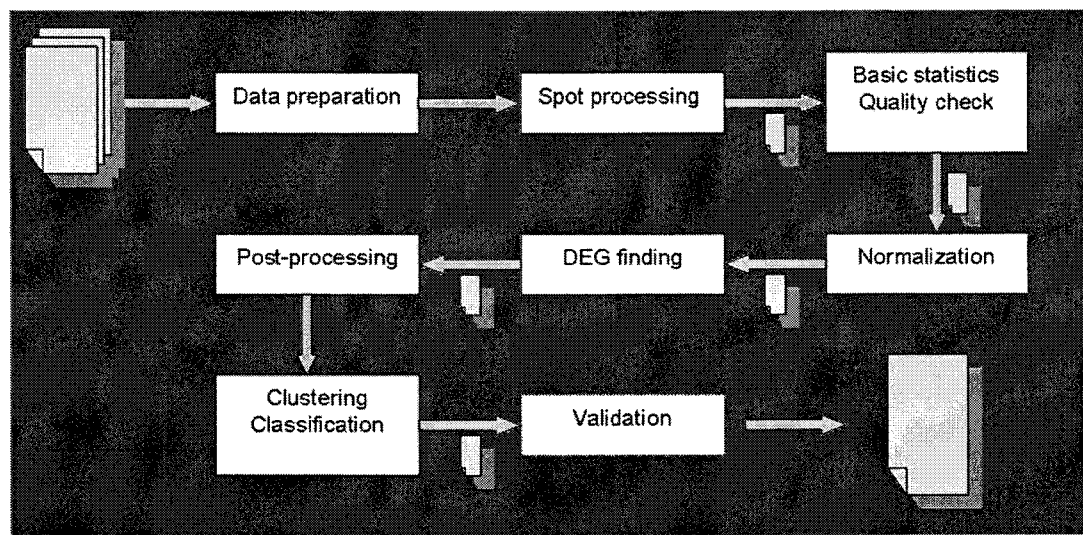 Data preparation
Spot processing
Basic statistics
Quality check
Normalization
DEG finding
Post-processing
Clustering
Classification
Validation